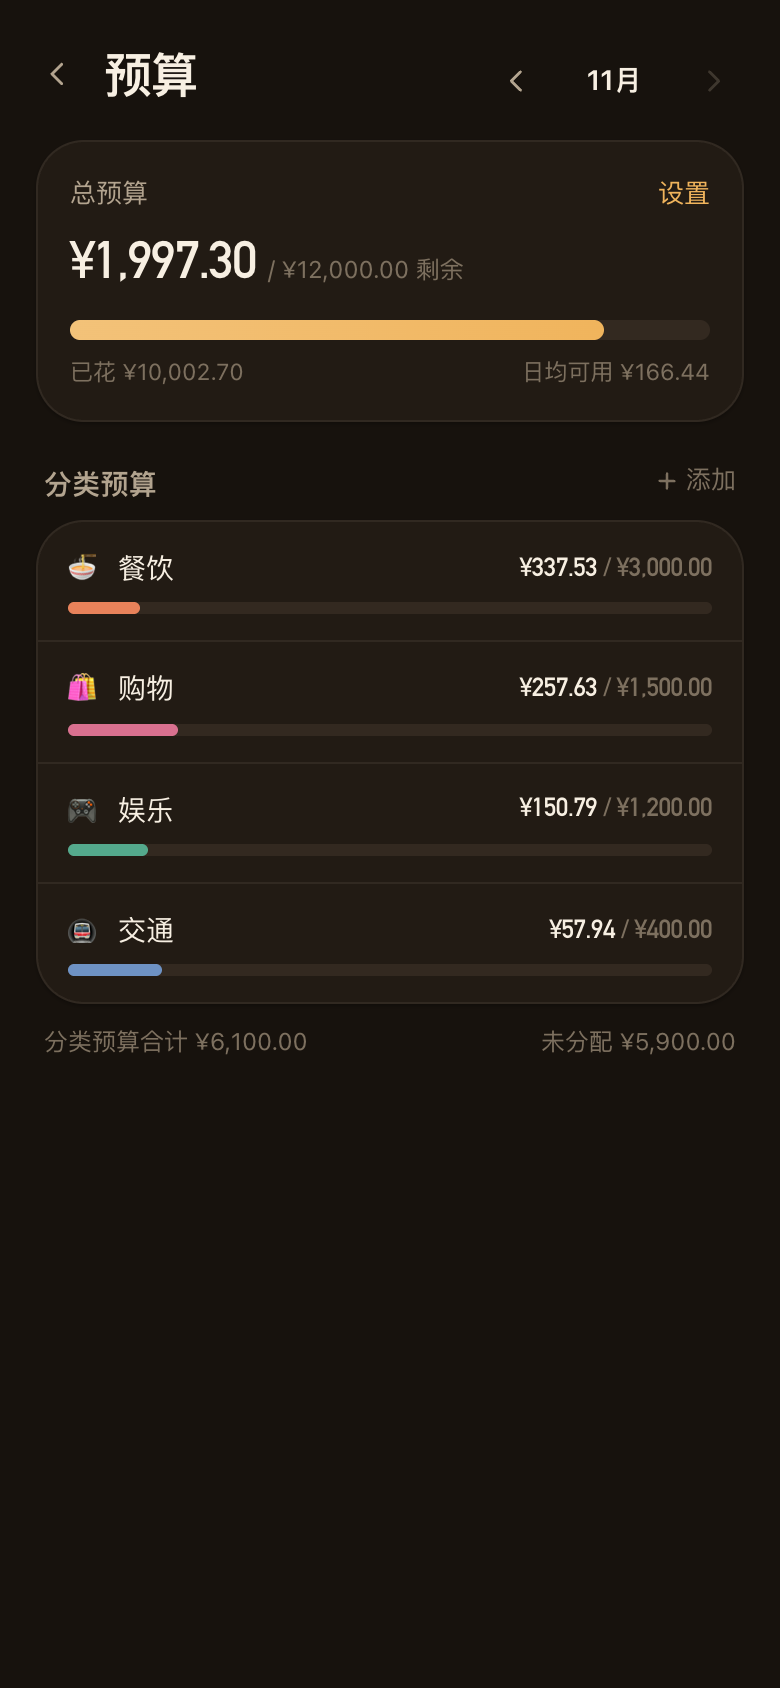 预算
11月
总预算 设置
¥1,997.30 / ¥12,000.00 剩余
已花 ¥10,002.70 日均可用 ¥166.44
分类预算 + 添加
餐饮 ¥337.53 / ¥3,000.00
购物 ¥257.63 / ¥1,500.00
娱乐 ¥150.79 / ¥1,200.00
交通 ¥57.94 / ¥400.00
分类预算合计 ¥6,100.00 未分配 ¥5,900.00